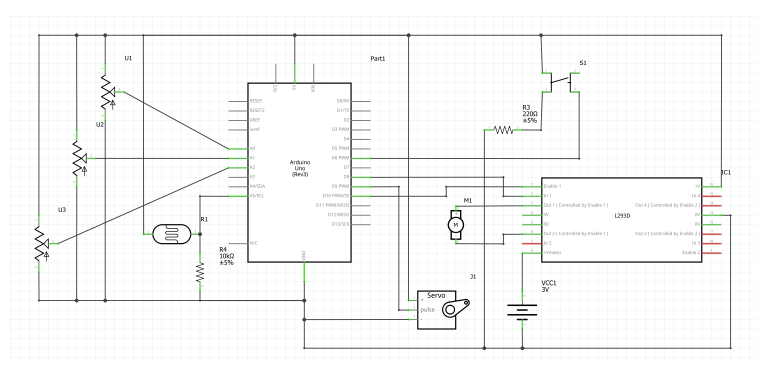 U1
Part1
S1
3V3
5V
VIN
RESET
RESET2
AREF
ioref
A0
A1
A2
A3
A4/SDA
A5/SCL
N/C
GND
D0/RX
D1/TX
D2
D3 PWM
D4
D5 PWM
D6 PWM
D7
D8
D9 PWM
D10 PWM/SS
D11 PWM/MOSI
D12/MISO
D13/SCK
Arduino
Uno
(Rev3)
U2
R3
220Ω
±5%
IC1
L293D
Enable 1
In 1
Out 1 ( Controlled by Enable 1 )
0V
0V
Out 2 ( Controlled by Enable 1 )
In 2
+Vmotor
+V
In 4
Out 4 ( Controlled by Enable 2 )
0V
0V
Out 3 ( Controlled by Enable 2 )
In 3
Enable 2
M1
M
U3
R1
R4
10kΩ
±5%
J1
Servo
+
pulse
-
VCC1
3V